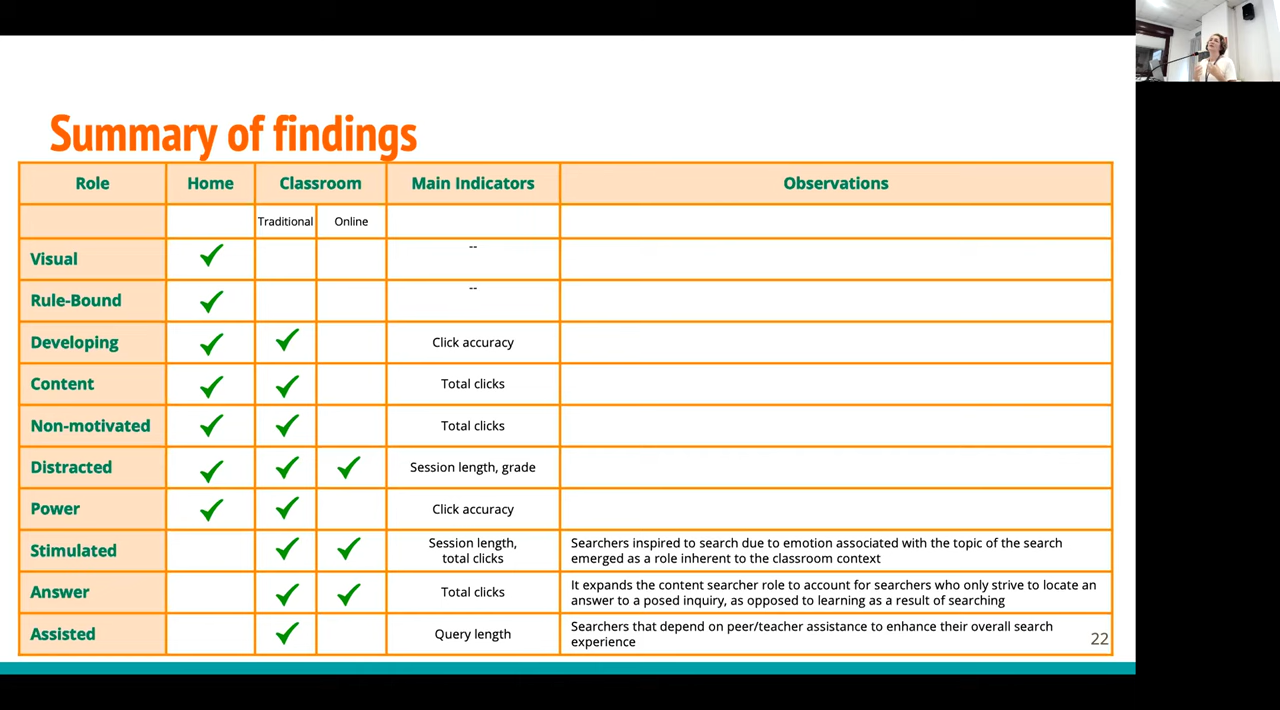 Summary of findings
Role Home Classroom Main Indicators Observations
Traditional Online
Visual ✓ --
Rule-Bound ✓ --
Developing ✓ ✓ Click accuracy
Content ✓ ✓ Total clicks
Non-motivated ✓ ✓ Total clicks
Distracted ✓ ✓ ✓ Session length, grade
Power ✓ ✓ Click accuracy
Stimulated ✓ ✓ Session length,
total clicks
Searchers inspired to search due to emotion associated with the topic of the search
emerged as a role inherent to the classroom context
Answer ✓ ✓ Total clicks
It expands the content searcher role to account for searchers who only strive to locate an
answer to a posed inquiry, as opposed to learning as a result of searching
Assisted ✓ Query length
Searchers that depend on peer/teacher assistance to enhance their overall search
experience
22